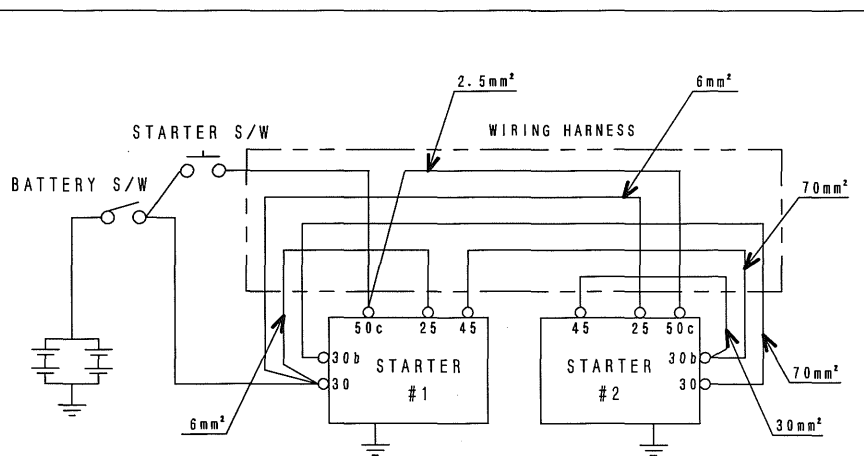 2.5mm²
6mm²
STARTER S/W
WIRING HARNESS
BATTERY S/W
70mm²
50c
25
45
45
25
50c
30b
STARTER
#1
30
STARTER
#2
30b
30
70mm²
6mm²
30mm²